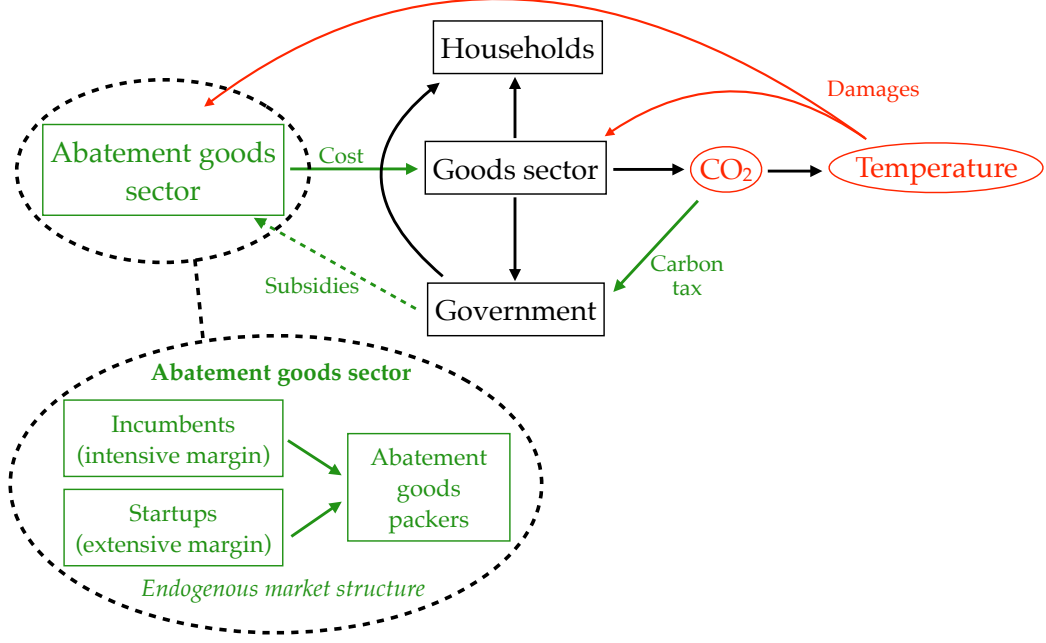 Households
Damages
Abatement goods
sector
Cost
Goods sector
CO₂
Temperature
Subsidies
Carbon
tax
Government
Abatement goods sector
Incumbents
(intensive margin)
Abatement
goods
packers
Startups
(extensive margin)
Endogenous market structure